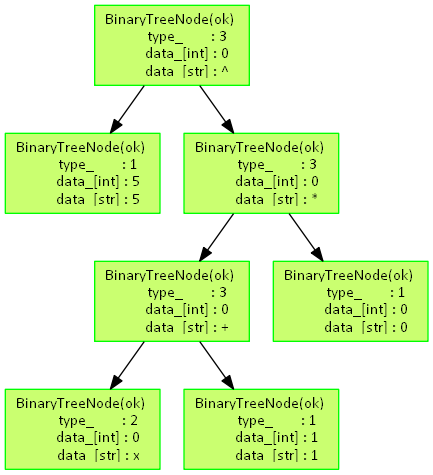 BinaryTreeNode(ok)
type_ : 3
data_[int] : 0
data_[str] : ^
BinaryTreeNode(ok)
type_ : 1
data_[int] : 5
data_[str] : 5
BinaryTreeNode(ok)
type_ : 3
data_[int] : 0
data_[str] : *
BinaryTreeNode(ok)
type_ : 3
data_[int] : 0
data_[str] : +
BinaryTreeNode(ok)
type_ : 1
data_[int] : 0
data_[str] : 0
BinaryTreeNode(ok)
type_ : 2
data_[int] : 0
data_[str] : x
BinaryTreeNode(ok)
type_ : 1
data_[int] : 1
data_[str] : 1